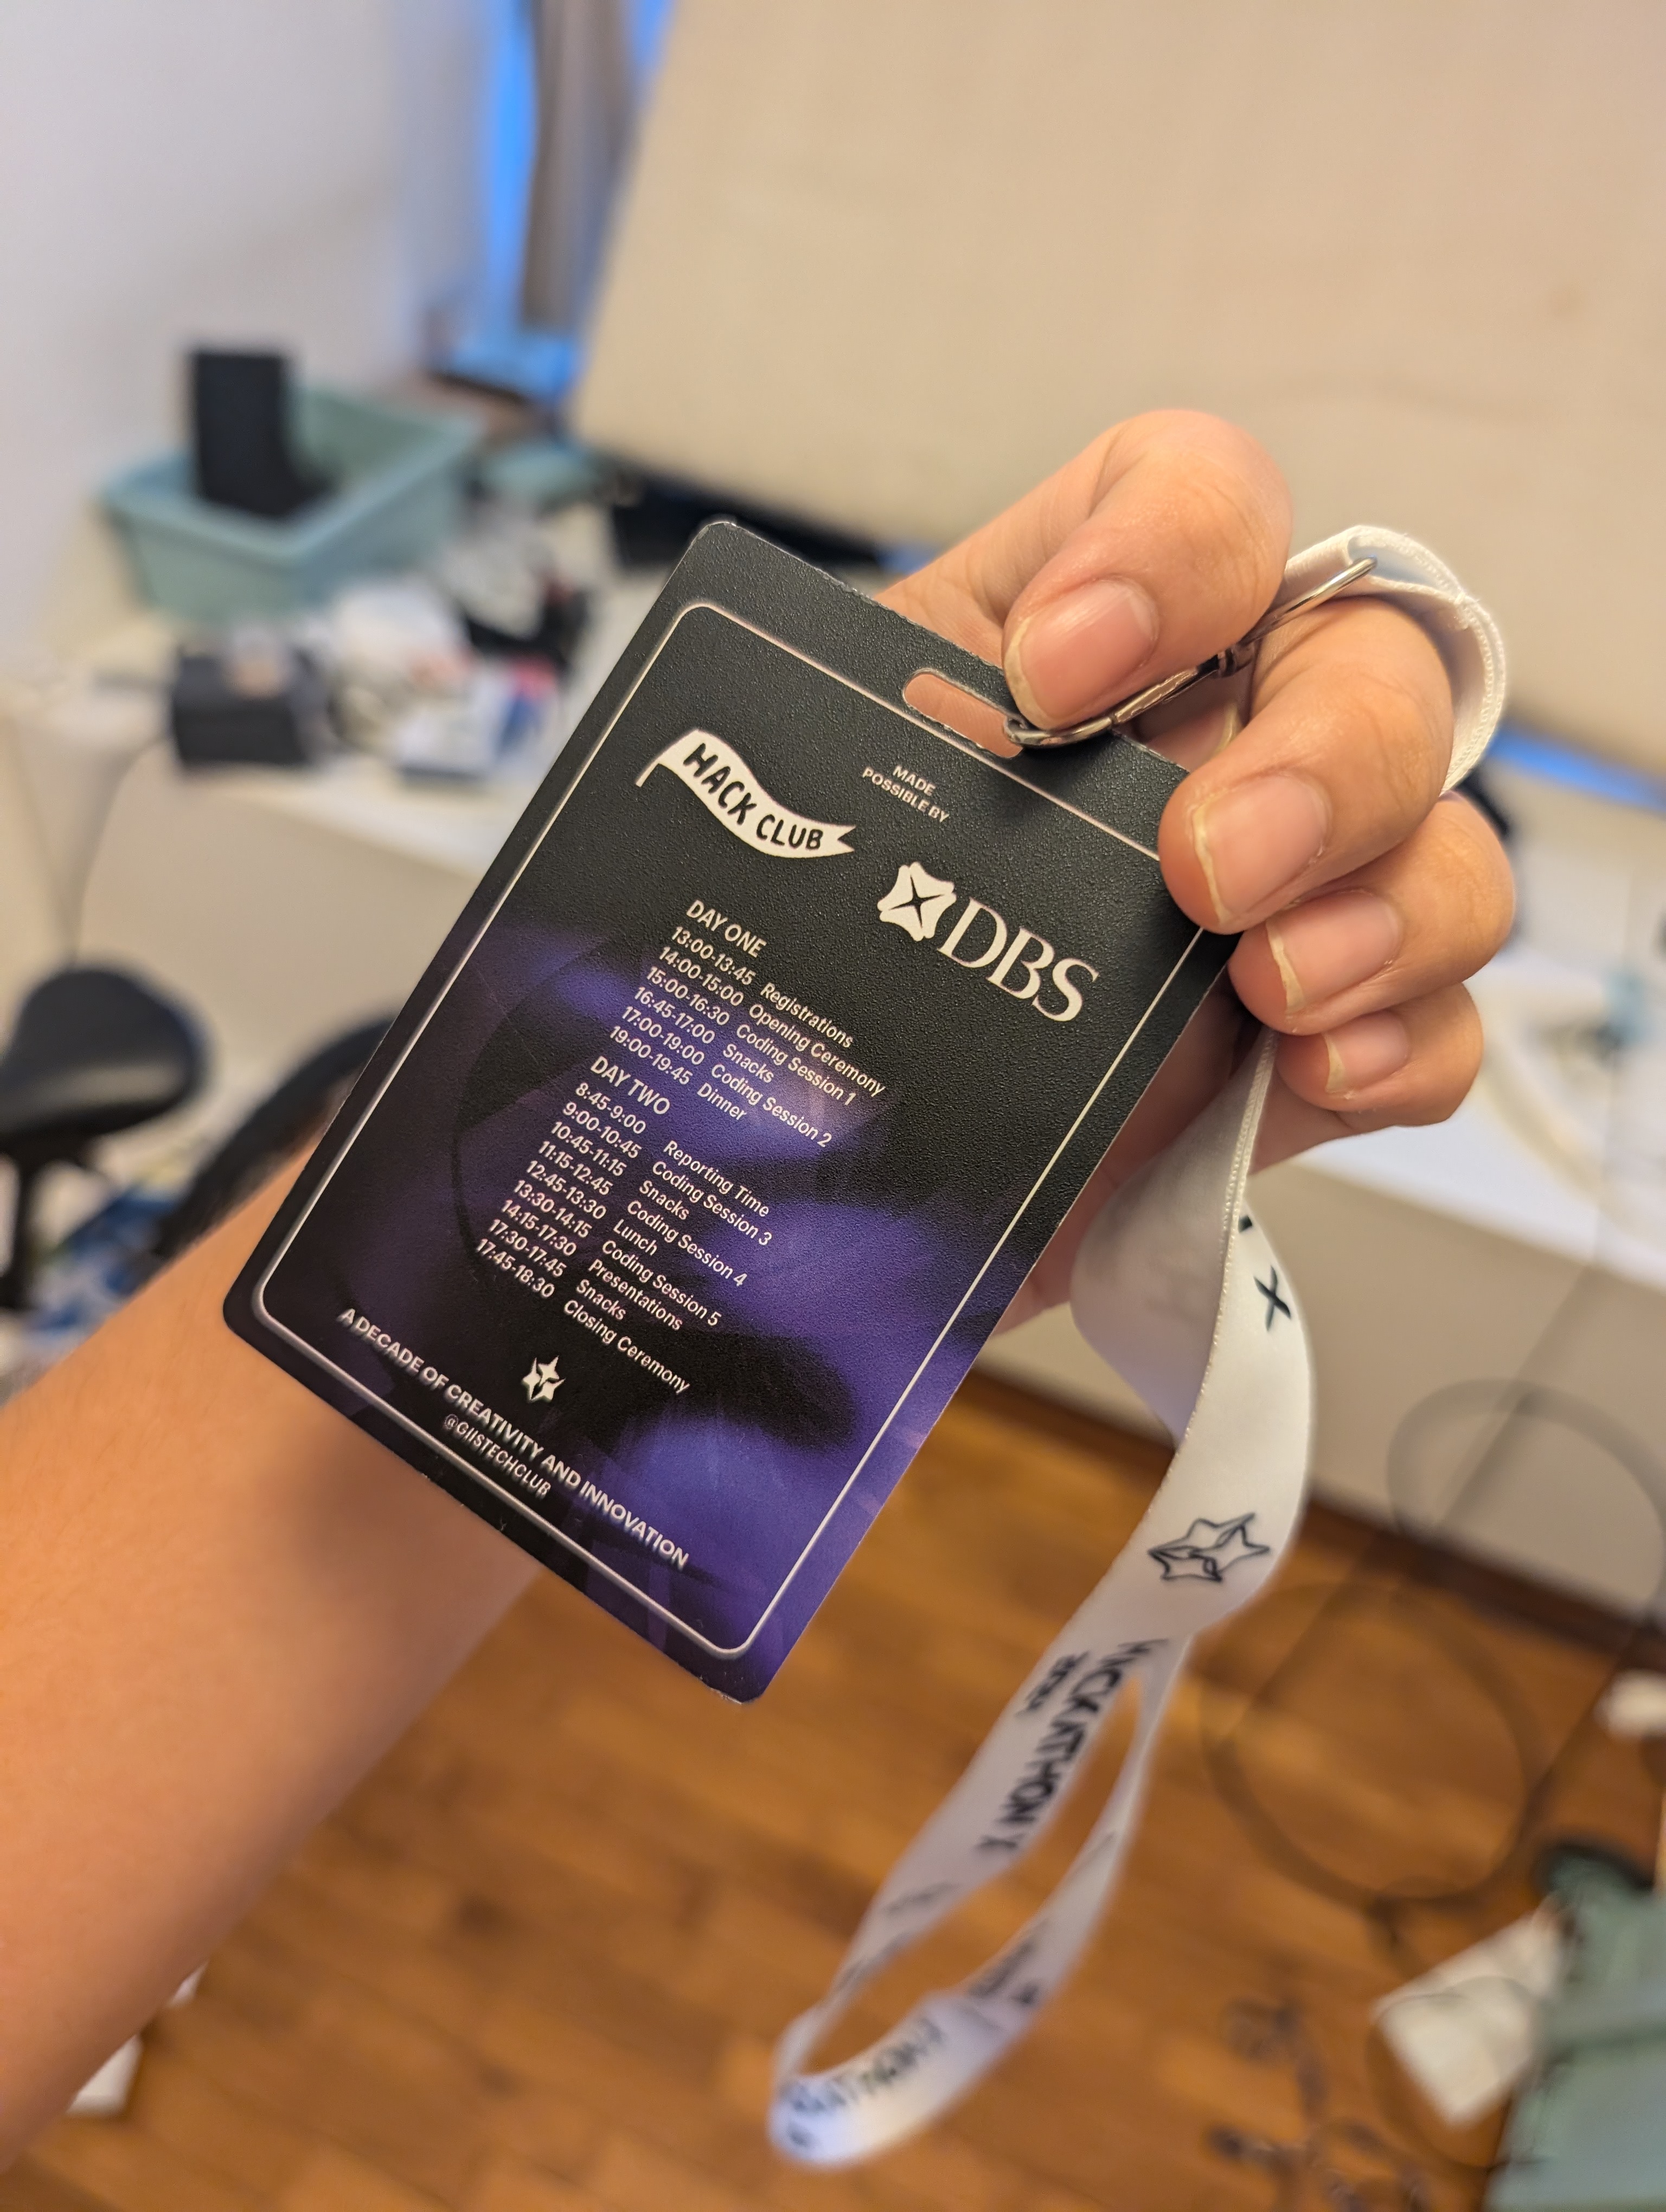 HACK CLUB
MADE
POSSIBLE BY
DBS
DAY ONE
13:00-13:45 Registrations
14:00-15:00 Opening Ceremony
15:00-16:30 Coding Session 1
16:45-17:00 Snacks
17:00-19:00 Coding Session 2
19:00-19:45 Dinner
DAY TWO
8:45-9:00 Reporting Time
9:00-10:45 Coding Session 3
10:45-11:15 Snacks
11:15-12:45 Coding Session 4
12:45-13:30 Lunch
13:30-14:15 Coding Session 5
14:15-17:30 Presentations
17:30-17:45 Snacks
17:45-18:30 Closing Ceremony
A DECADE OF CREATIVITY AND INNOVATION
@GIISTECHCLUB
X
HACKATHON X